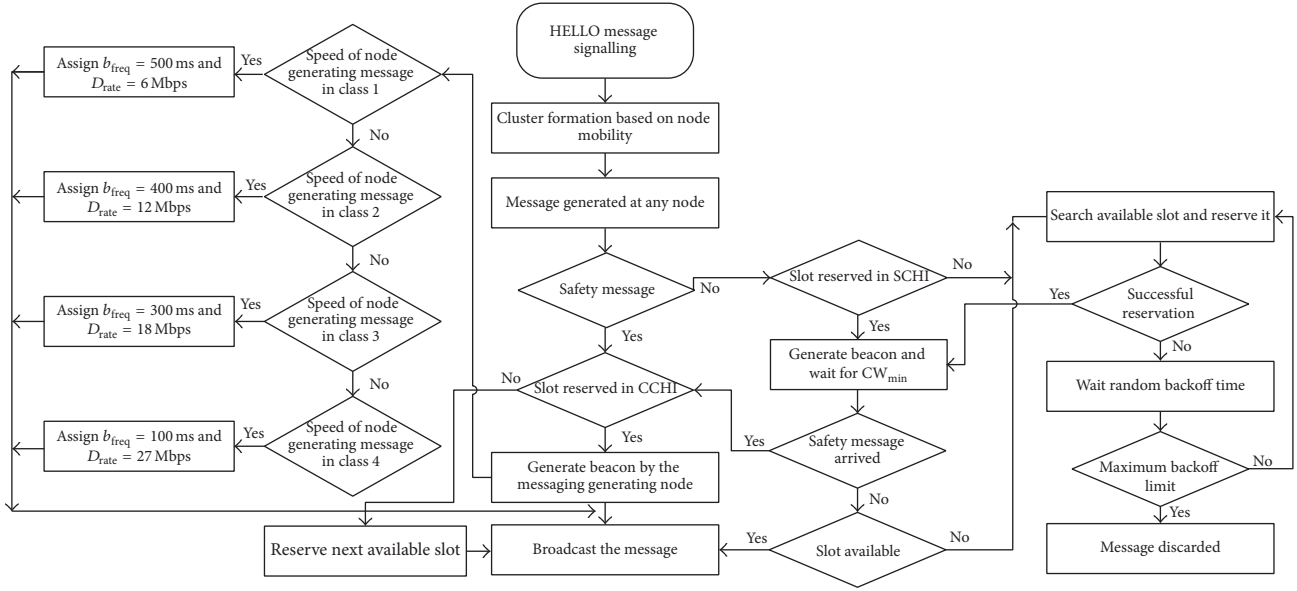 HELLO message
signalling
Cluster formation based on node
mobility
Message generated at any node
Safety message
No
Yes
Slot reserved in CCHI
No
Yes
Generate beacon by the
messaging generating node
Broadcast the message
Reserve next available slot
Speed of node
generating message
in class 1
Yes
No
Assign b_freq = 500 ms and
D_rate = 6 Mbps
Speed of node
generating message
in class 2
Yes
No
Assign b_freq = 400 ms and
D_rate = 12 Mbps
Speed of node
generating message
in class 3
Yes
No
Assign b_freq = 300 ms and
D_rate = 18 Mbps
Speed of node
generating message
in class 4
Yes
Assign b_freq = 100 ms and
D_rate = 27 Mbps
Slot reserved in SCHI
No
Yes
Generate beacon and
wait for CW_min
Safety message
arrived
Yes
No
Slot available
Yes
No
Search available slot and reserve it
Successful
reservation
Yes
No
Wait random backoff time
Maximum backoff
limit
No
Yes
Message discarded